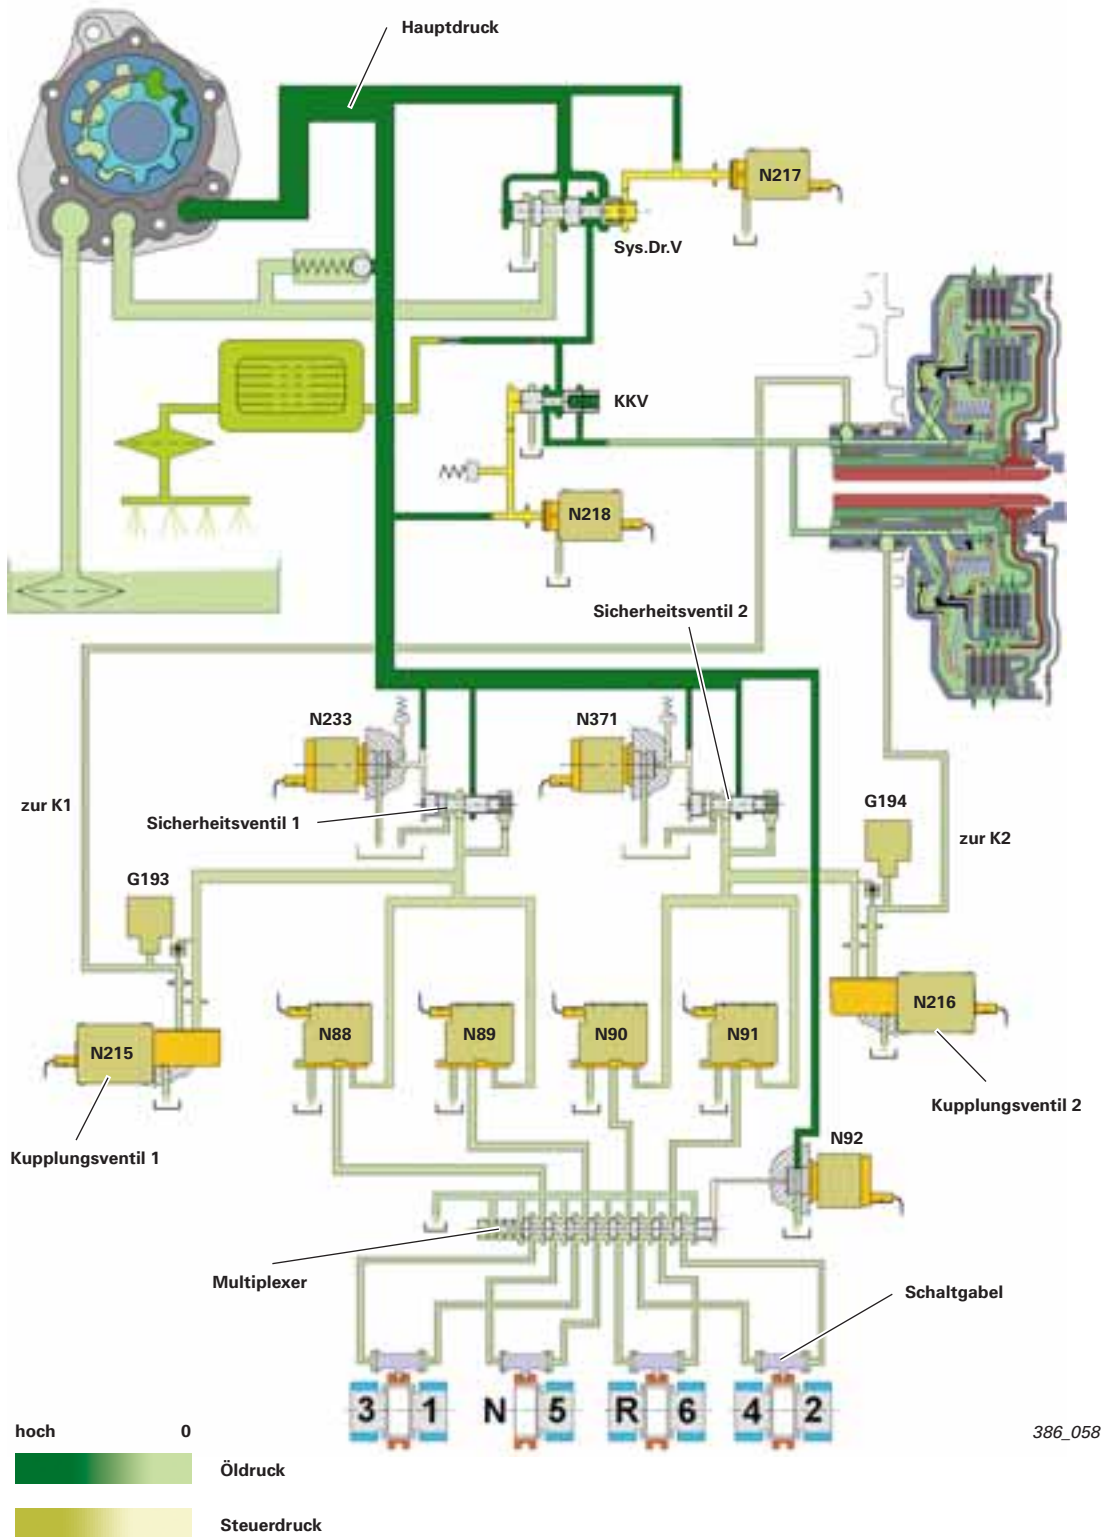 Hauptdruck
N217
Sys.Dr.V
KKV
N218
Sicherheitsventil 2
N233
N371
zur K1
Sicherheitsventil 1
G194
zur K2
G193
N216
N88
N89
N90
N91
N215
Kupplungsventil 2
N92
Kupplungsventil 1
Multiplexer
Schaltgabel
3 1 N 5 R 6 4 2
hoch 0
386_058
Öldruck
Steuerdruck